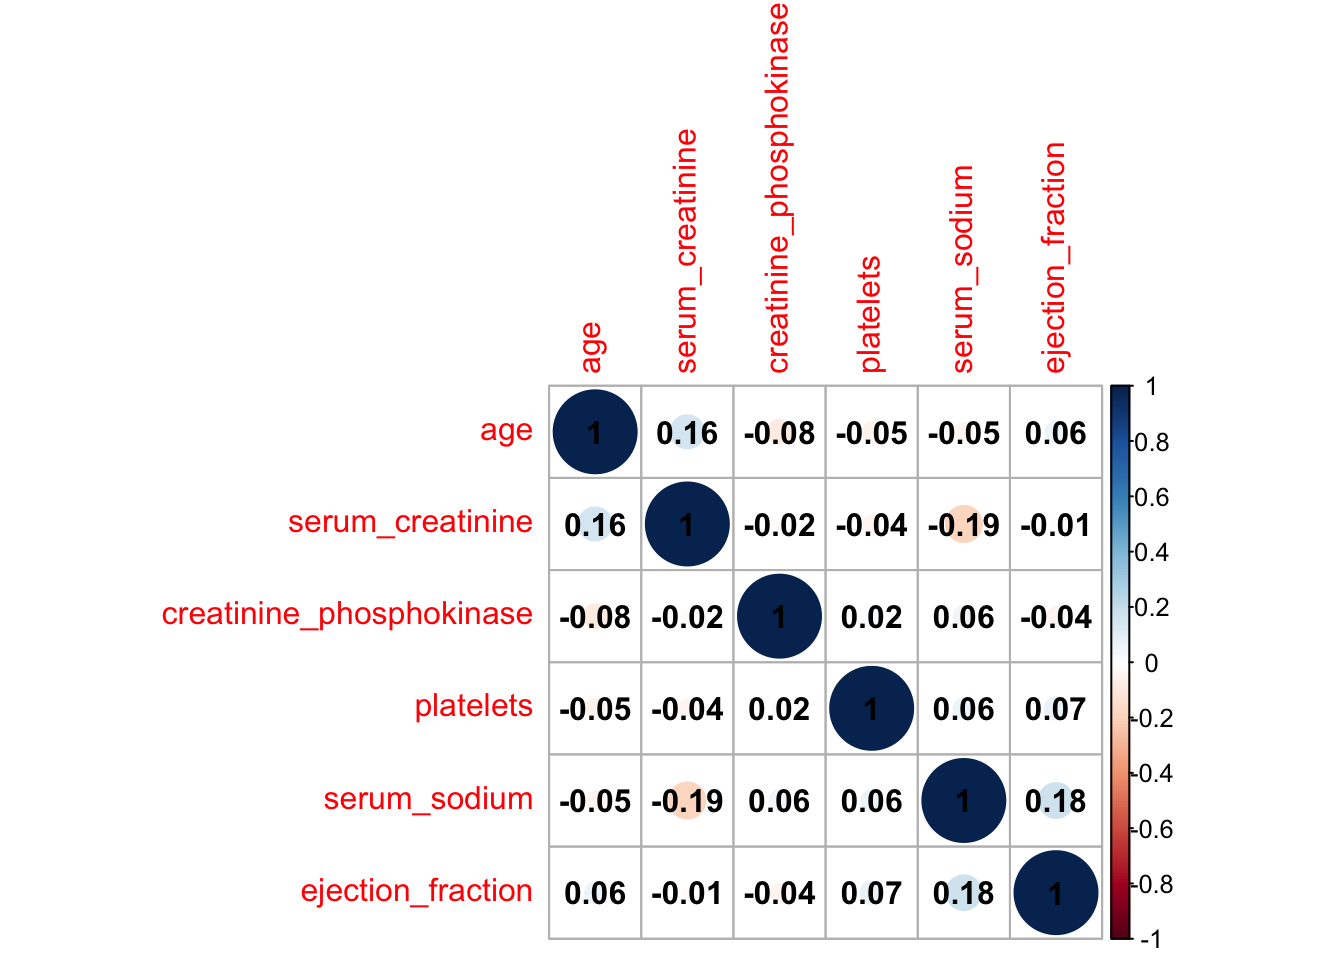 age
serum_creatinine
creatinine_phosphokinase
platelets
serum_sodium
ejection_fraction
age 1 0.16 -0.08 -0.05 -0.05 0.06
serum_creatinine 0.16 1 -0.02 -0.04 -0.19 -0.01
creatinine_phosphokinase -0.08 -0.02 1 0.02 0.06 -0.04
platelets -0.05 -0.04 0.02 1 0.06 0.07
serum_sodium -0.05 -0.19 0.06 0.06 1 0.18
ejection_fraction 0.06 -0.01 -0.04 0.07 0.18 1
1
0.8
0.6
0.4
0.2
0
-0.2
-0.4
-0.6
-0.8
-1